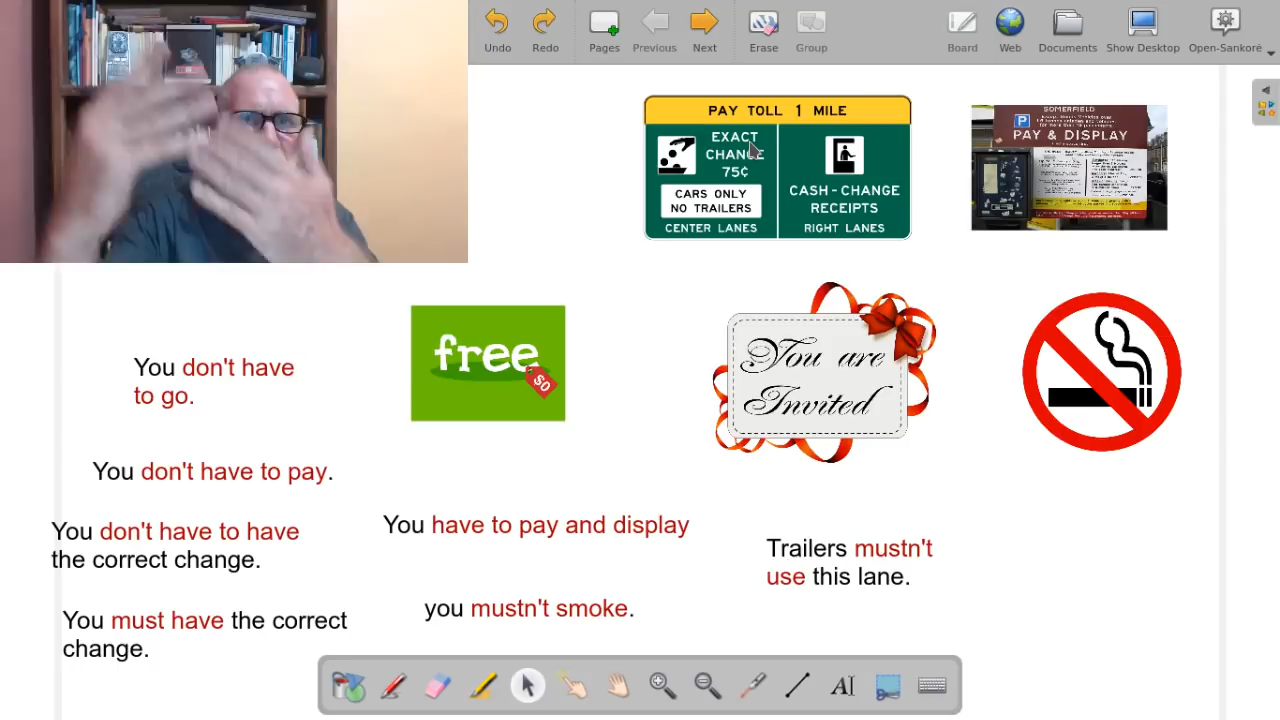 Undo
Redo
Pages
Previous
Next
Erase
Group
Board
Web
Documents
Show Desktop
Open-Sankoré
PAY TOLL 1 MILE
EXACT
CHANGE
75¢
CARS ONLY
NO TRAILERS
CENTER LANES
CASH - CHANGE
RECEIPTS
RIGHT LANES
SOMERFIELD
P
PAY & DISPLAY
free
$0
You are
Invited
You don't have
to go.
You don't have to pay.
You don't have to have
the correct change.
You must have the correct
change.
You have to pay and display
you mustn't smoke.
Trailers mustn't
use this lane.
AI